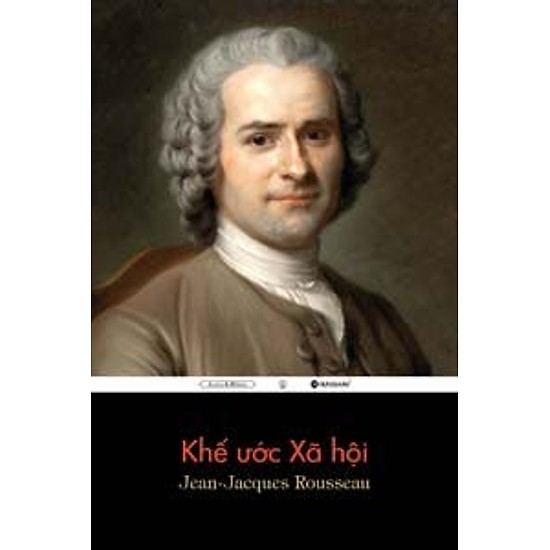 Khế ước Xã hội
Jean-Jacques Rousseau